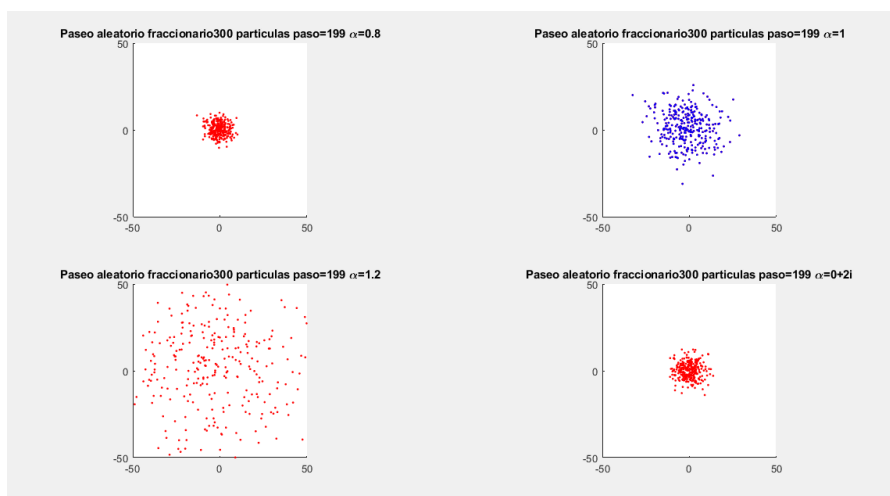 Paseo aleatorio fraccionario300 particulas paso=199 α=0.8
50
0
-50
-50 0 50
Paseo aleatorio fraccionario300 particulas paso=199 α=1
50
0
-50
-50 0 50
Paseo aleatorio fraccionario300 particulas paso=199 α=1.2
50
0
-50
-50 0 50
Paseo aleatorio fraccionario300 particulas paso=199 α=0+2i
50
0
-50
-50 0 50